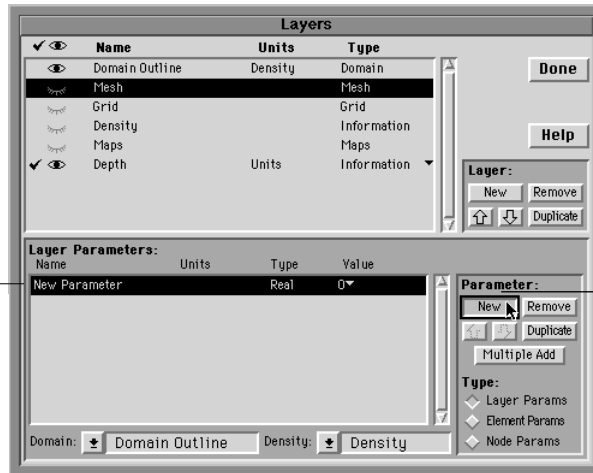 Layers
Name Units Type
Domain Outline Density Domain
Mesh Mesh
Grid Grid
Density Information
Maps Maps
Depth Units Information
Done
Help
Layer:
New Remove
Duplicate
Layer Parameters:
Name Units Type Value
New Parameter Real 0
Parameter:
New Remove
Duplicate
Multiple Add
Type:
Layer Params
Element Params
Node Params
Domain: Domain Outline Density: Density